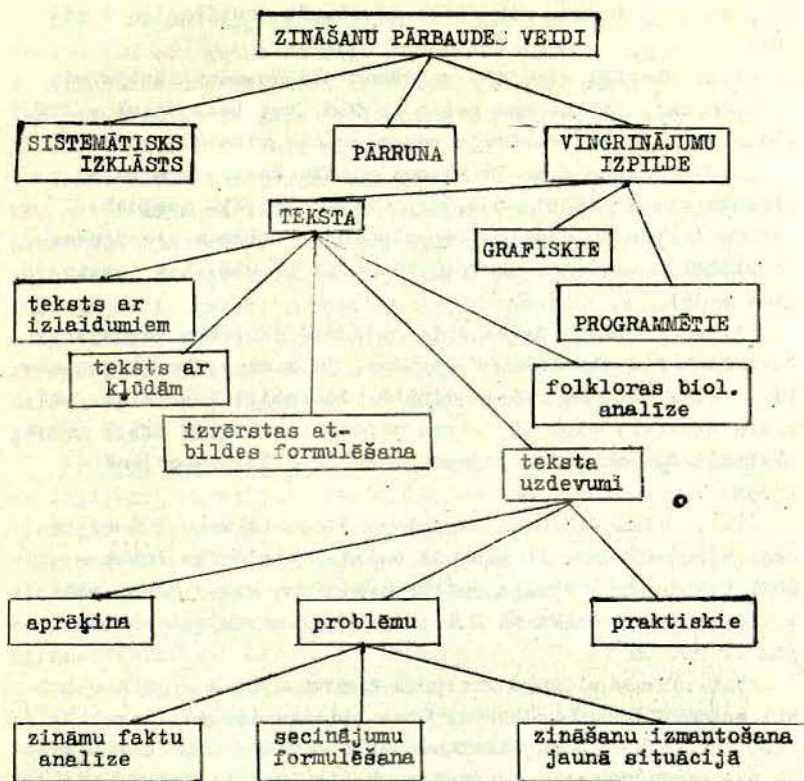 ZINĀŠANU PĀRBAUDES VEIDI
SISTEMĀTISKS
IZKLĀSTS
PĀRRUNA
VINGRINĀJUMU
IZPILDE
TEKSTA
GRAFISKIE
PROGRAMMĒTIE
teksts ar
izlaidumiem
teksts ar
kļūdām
izvērstas at-
bildes formulēšana
folkloras biol.
analīze
teksta
uzdevumi
aprēķina
problēmu
praktiskie
zināmu faktu
analīze
secinājumu
formulēšana
zināšanu izmantošana
jaunā situācijā